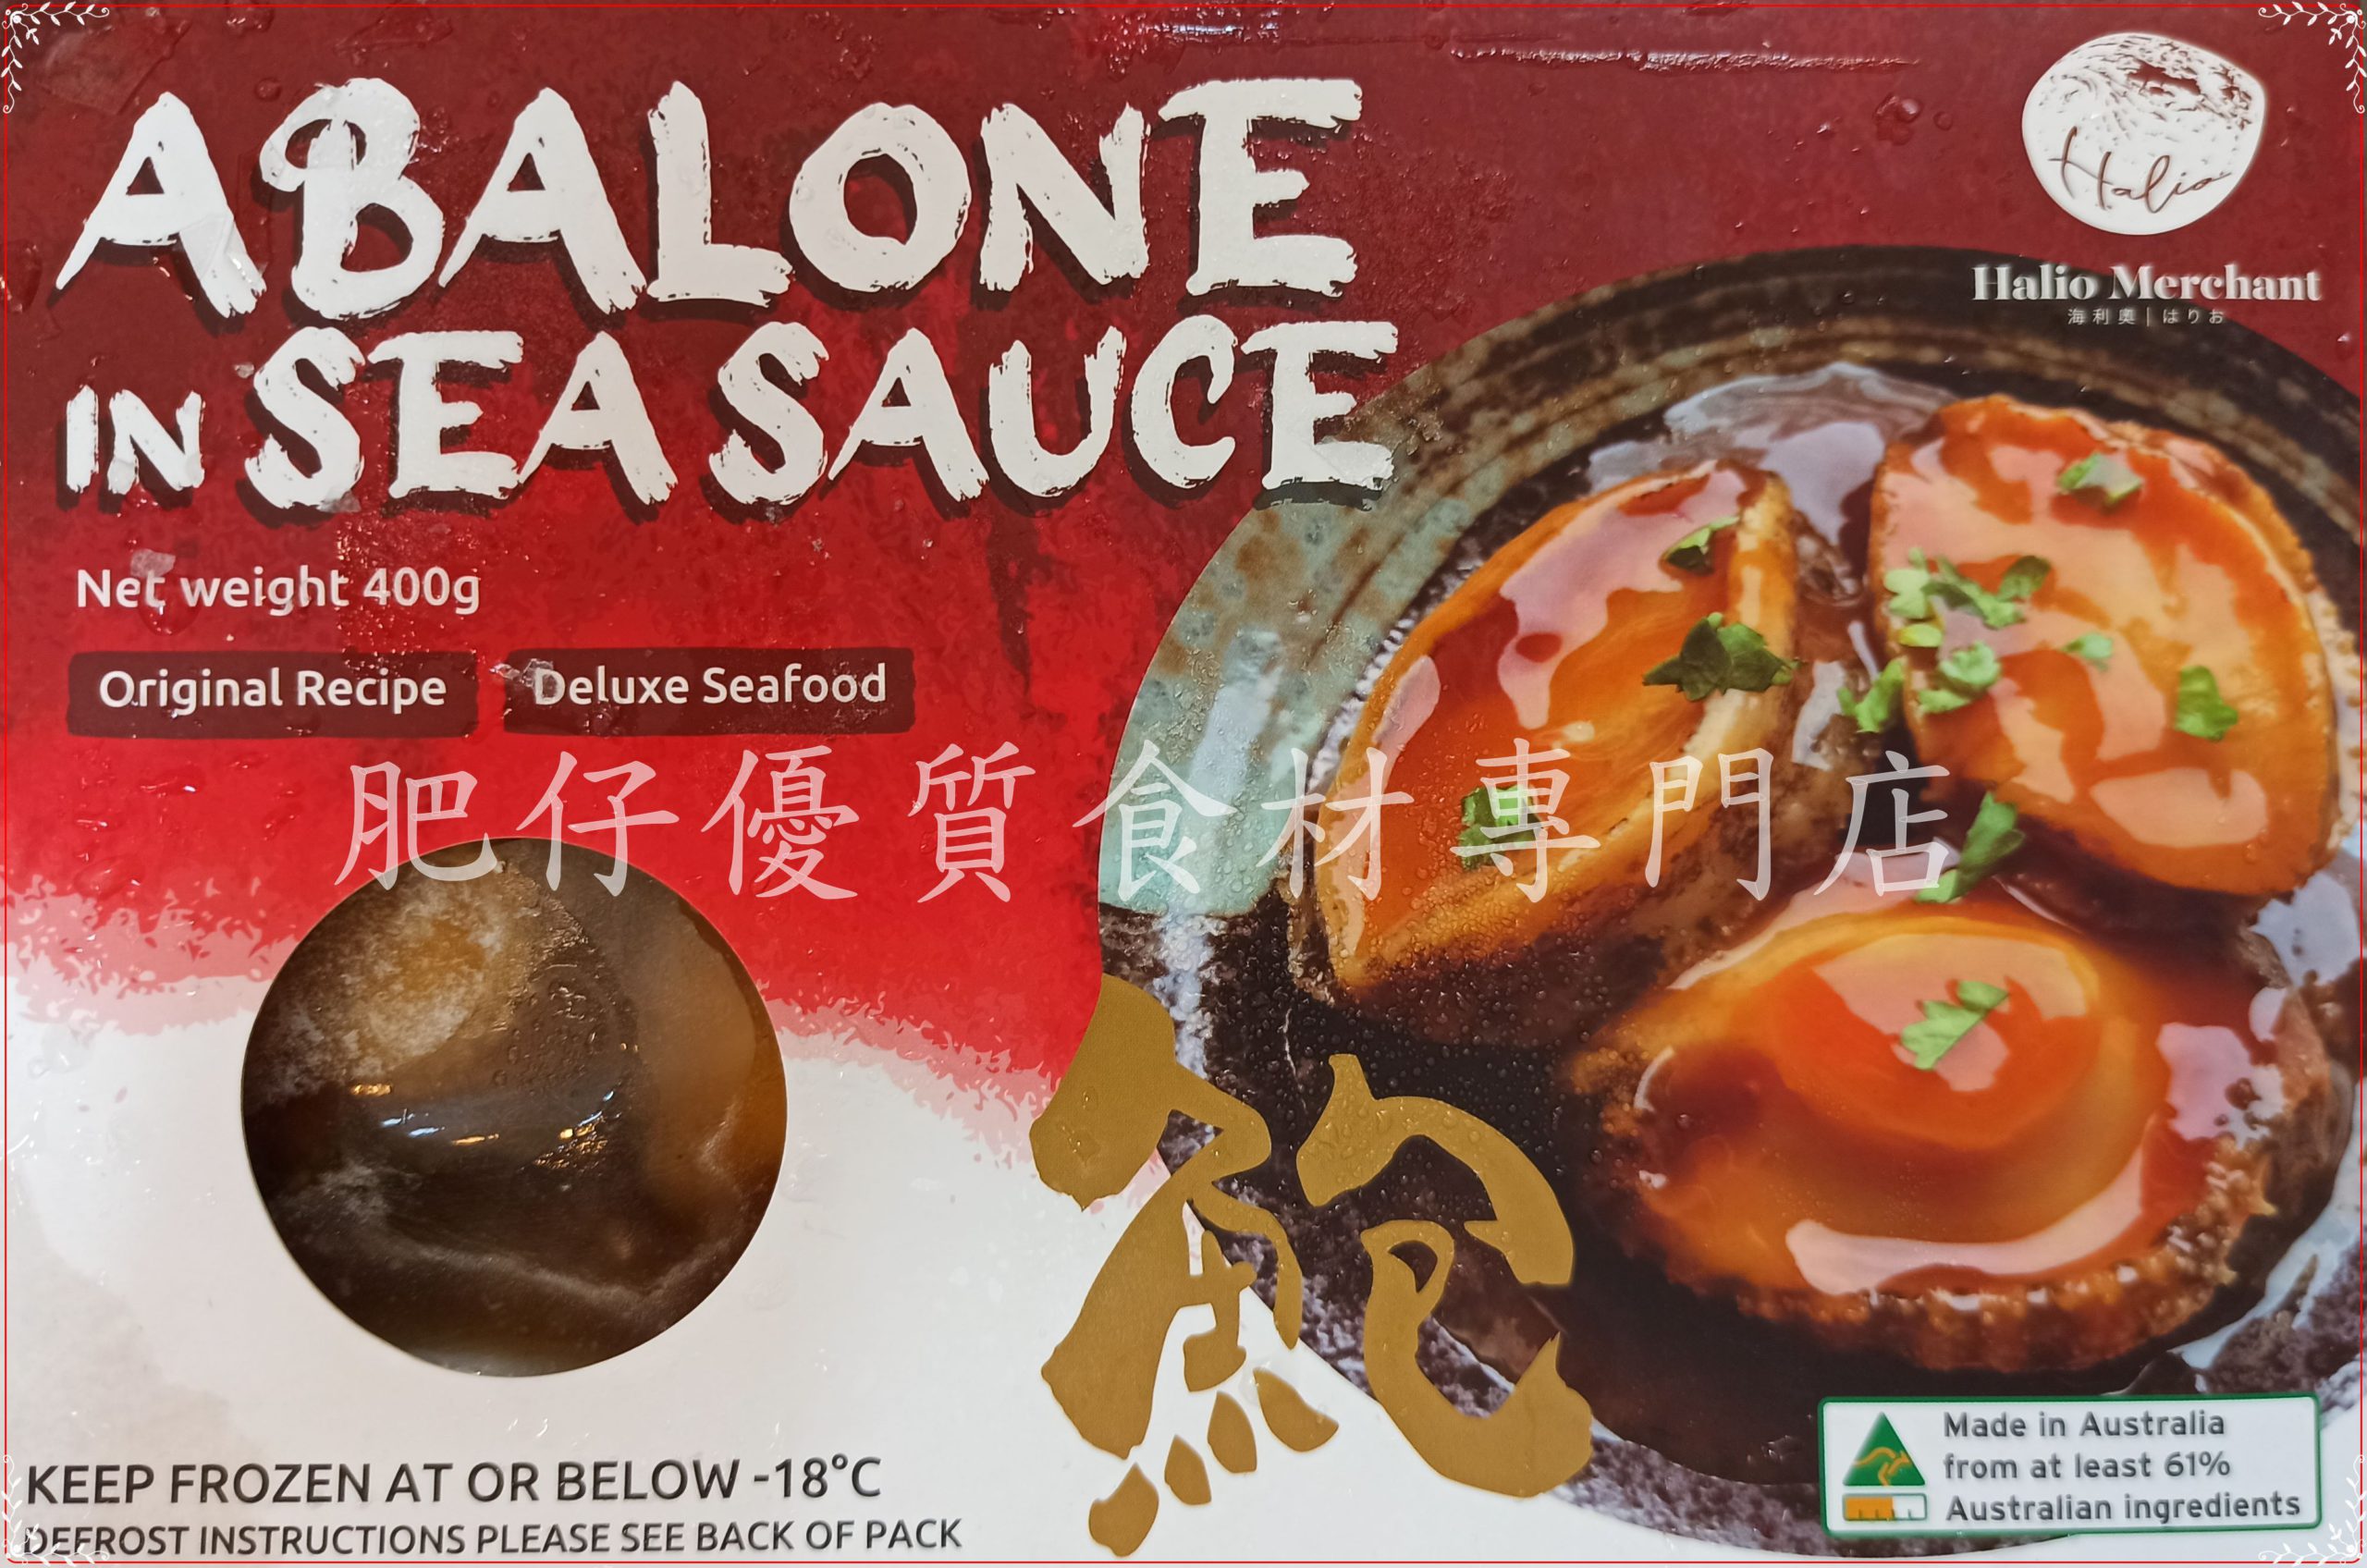 ABALONE
IN SEA SAUCE
Halio
Halio Merchant
海利奥|はりお
Net weight 400g
Original Recipe
Deluxe Seafood
肥仔優質食材專門店
鮑
KEEP FROZEN AT OR BELOW -18°C
DEFROST INSTRUCTIONS PLEASE SEE BACK OF PACK
Made in Australia
from at least 61%
Australian ingredients